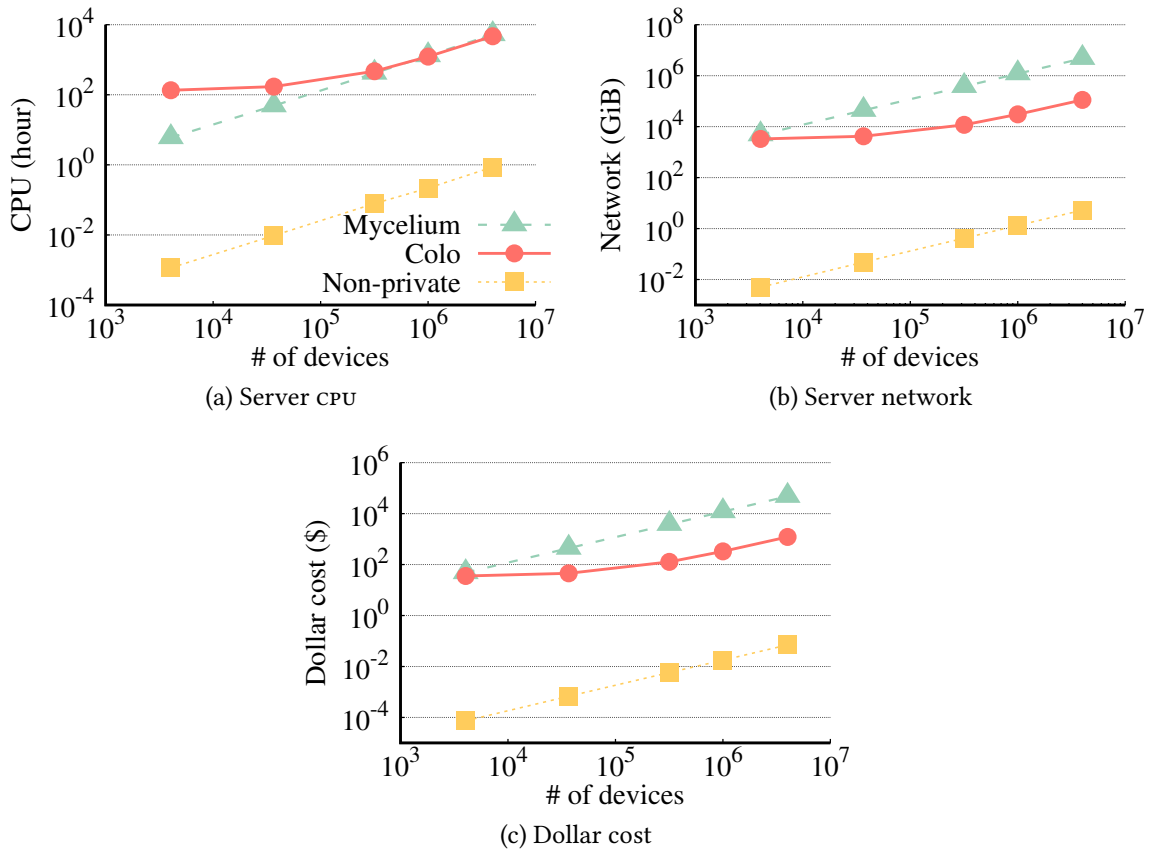 10^4
10^2
10^0
10^-2
10^-4
CPU (hour)
Mycelium
Colo
Non-private
10^3 10^4 10^5 10^6 10^7
# of devices
(a) Server CPU
10^8
10^6
10^4
10^2
10^0
10^-2
Network (GiB)
10^3 10^4 10^5 10^6 10^7
# of devices
(b) Server network
10^6
10^4
10^2
10^0
10^-2
10^-4
Dollar cost ($)
10^3 10^4 10^5 10^6 10^7
# of devices
(c) Dollar cost